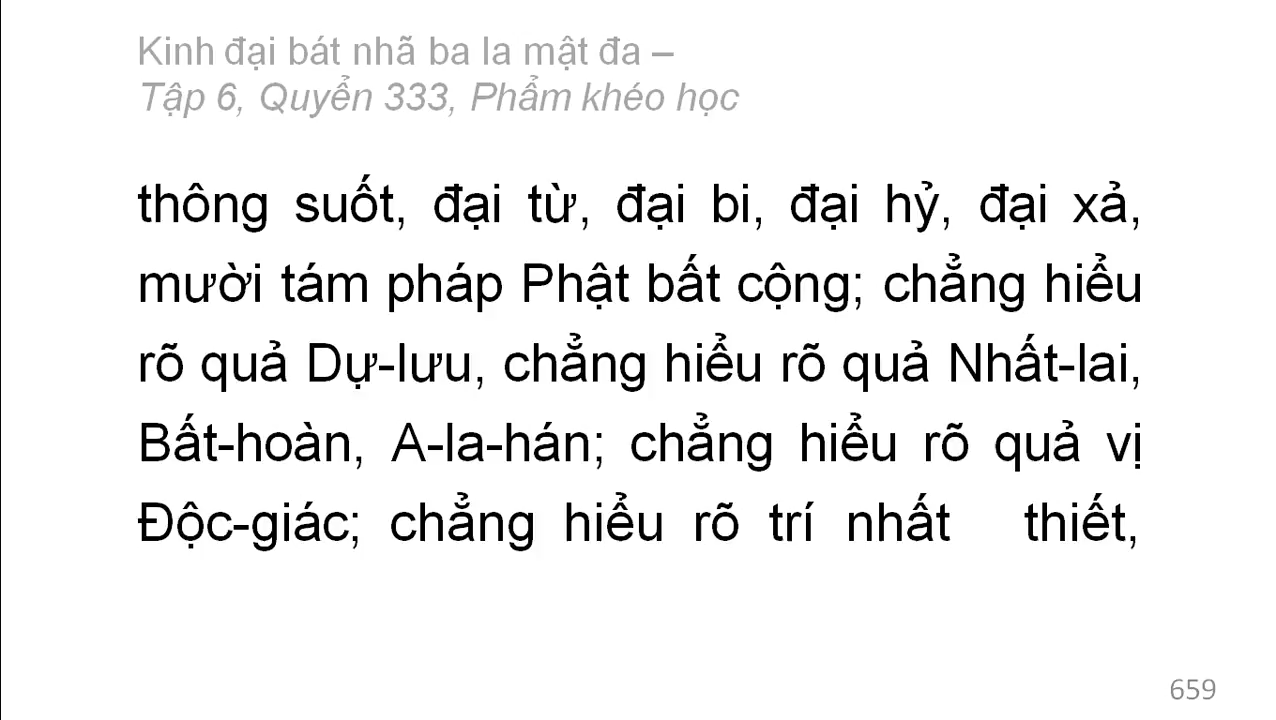 Kinh đại bát nhã ba la mật đa –
Tập 6, Quyển 333, Phẩm khéo học
thông suốt, đại từ, đại bi, đại hỷ, đại xả,
mười tám pháp Phật bất cộng; chẳng hiểu
rõ quả Dự-lưu, chẳng hiểu rõ quả Nhất-lai,
Bất-hoàn, A-la-hán; chẳng hiểu rõ quả vị
Độc-giác; chẳng hiểu rõ trí nhất thiết,
659